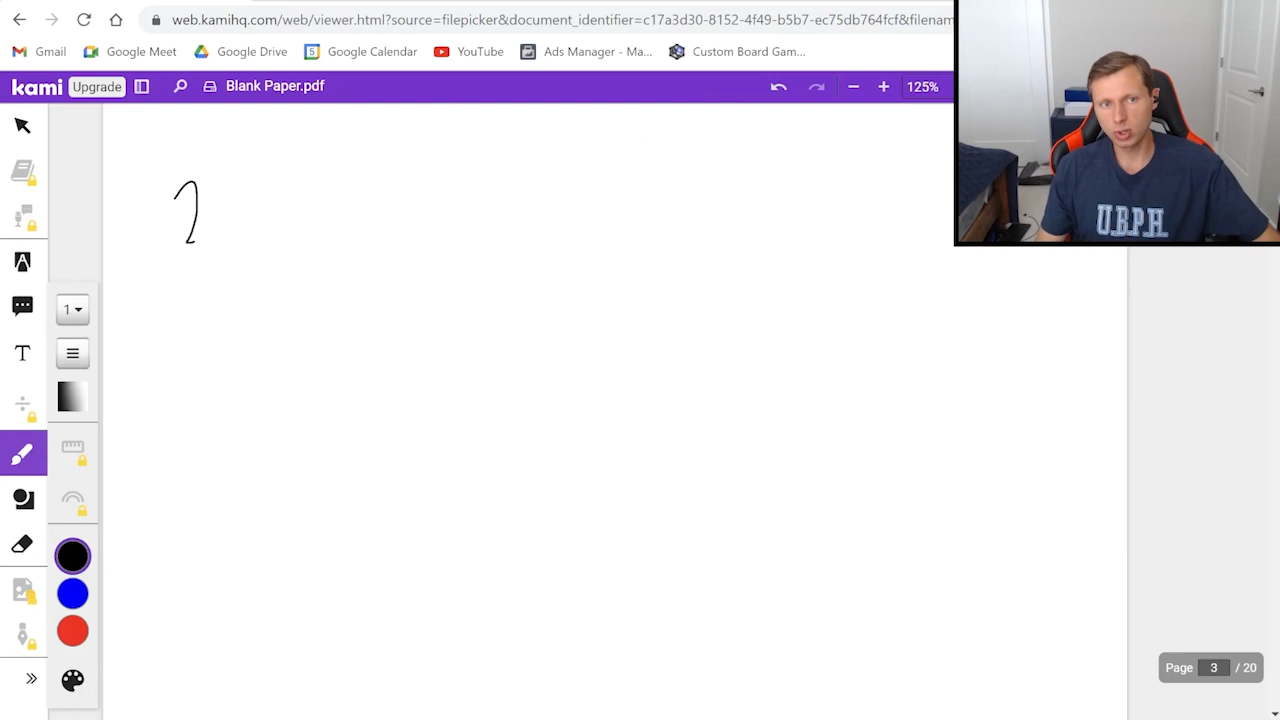 web.kamihq.com/web/viewer.html?source=filepicker&document_identifier=c17a3d30-8152-4f49-b5b7-ec75db764fcf&filenam
Gmail
Google Meet
Google Drive
5
Google Calendar
YouTube
Ads Manager - Ma...
Custom Board Gam...
kami
Upgrade
Blank Paper.pdf
125%
UBPH
2
T
1
Page 3 / 20